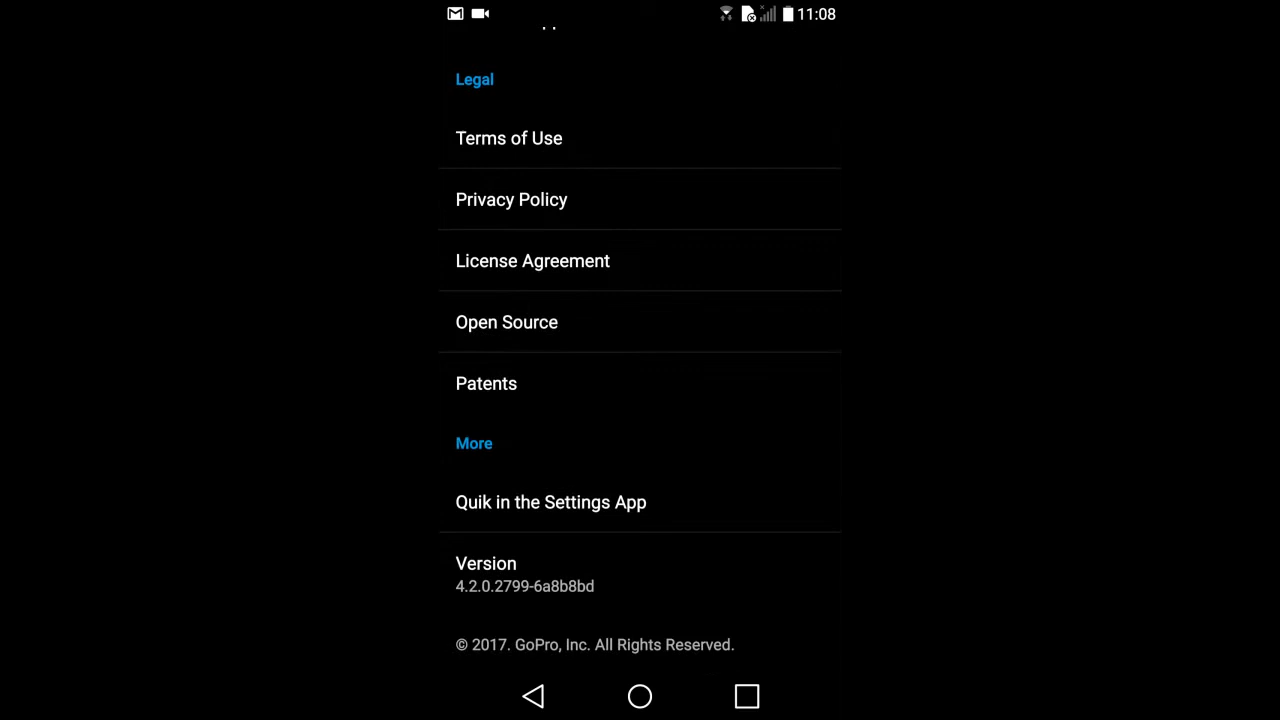 11:08
Legal
Terms of Use
Privacy Policy
License Agreement
Open Source
Patents
More
Quik in the Settings App
Version
4.2.0.2799-6a8b8bd
© 2017. GoPro, Inc. All Rights Reserved.